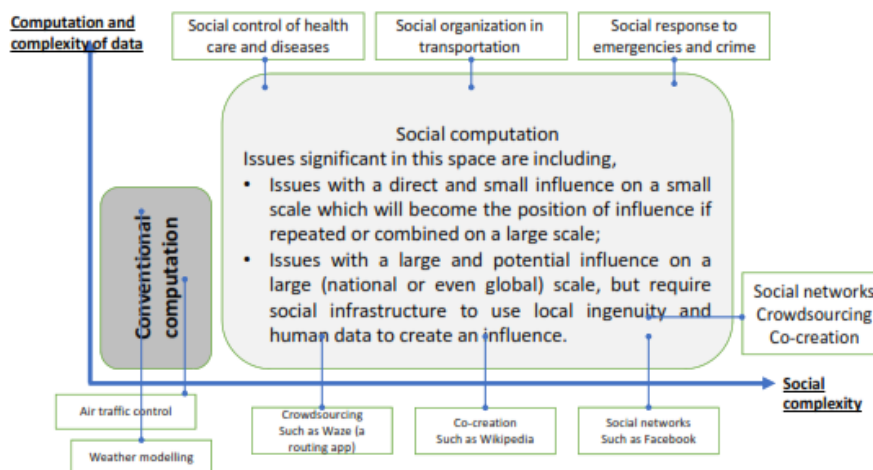 Computation and
complexity of data
Social control of health
care and diseases
Social organization in
transportation
Social response to
emergencies and crime
Social computation
Issues significant in this space are including,
• Issues with a direct and small influence on a small
scale which will become the position of influence if
repeated or combined on a large scale;
• Issues with a large and potential influence on a
large (national or even global) scale, but require
social infrastructure to use local ingenuity and
human data to create an influence.
Conventional
computation
Social networks
Crowdsourcing
Co-creation
Social
complexity
Air traffic control
Weather modelling
Crowdsourcing
Such as Waze (a
routing app)
Co-creation
Such as Wikipedia
Social networks
Such as Facebook